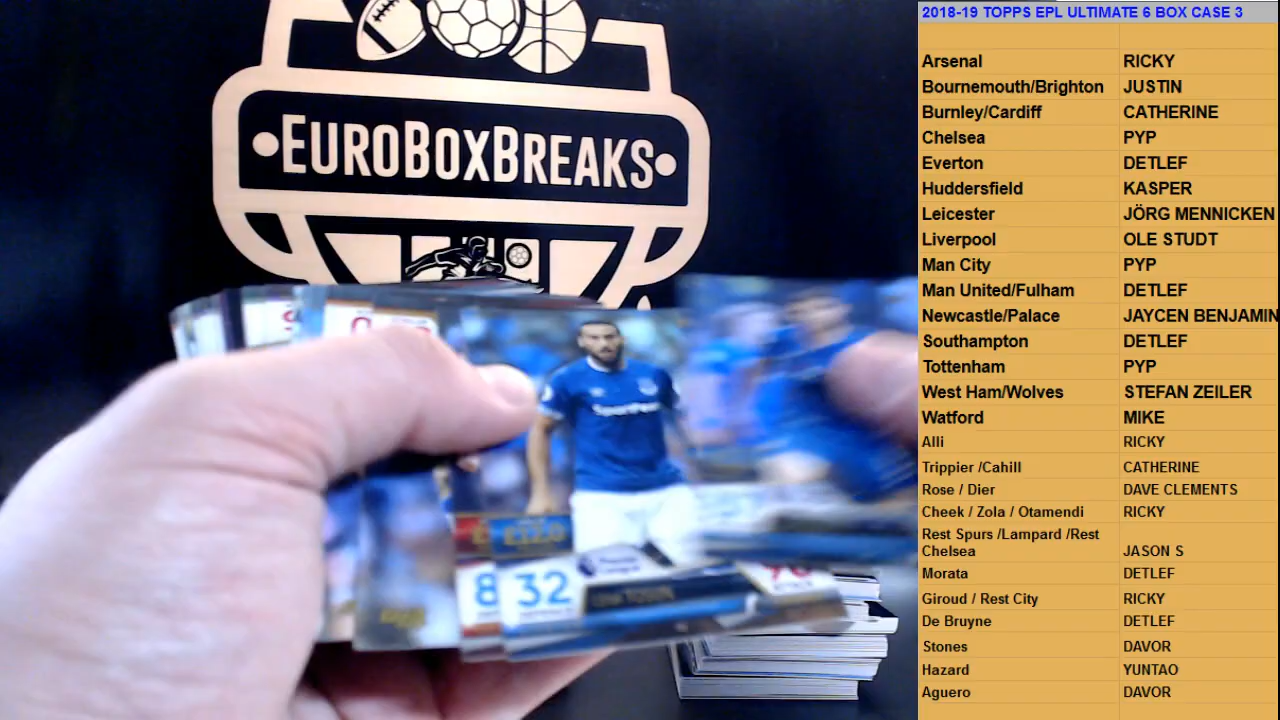 2018-19 TOPPS EPL ULTIMATE 6 BOX CASE 3
Arsenal RICKY
Bournemouth/Brighton JUSTIN
Burnley/Cardiff CATHERINE
Chelsea PYP
Everton DETLEF
Huddersfield KASPER
Leicester JÖRG MENNICKEN
Liverpool OLE STUDT
Man City PYP
Man United/Fulham DETLEF
Newcastle/Palace JAYCEN BENJAMIN
Southampton DETLEF
Tottenham PYP
West Ham/Wolves STEFAN ZEILER
Watford MIKE
Alli RICKY
Trippier /Cahill CATHERINE
Rose / Dier DAVE CLEMENTS
Cheek / Zola / Otamendi RICKY
Rest Spurs /Lampard /Rest
Chelsea JASON S
Morata DETLEF
Giroud / Rest City RICKY
De Bruyne DETLEF
Stones DAVOR
Hazard YUNTAO
Aguero DAVOR
EUROBOXBREAKS
8
32
TOSUN